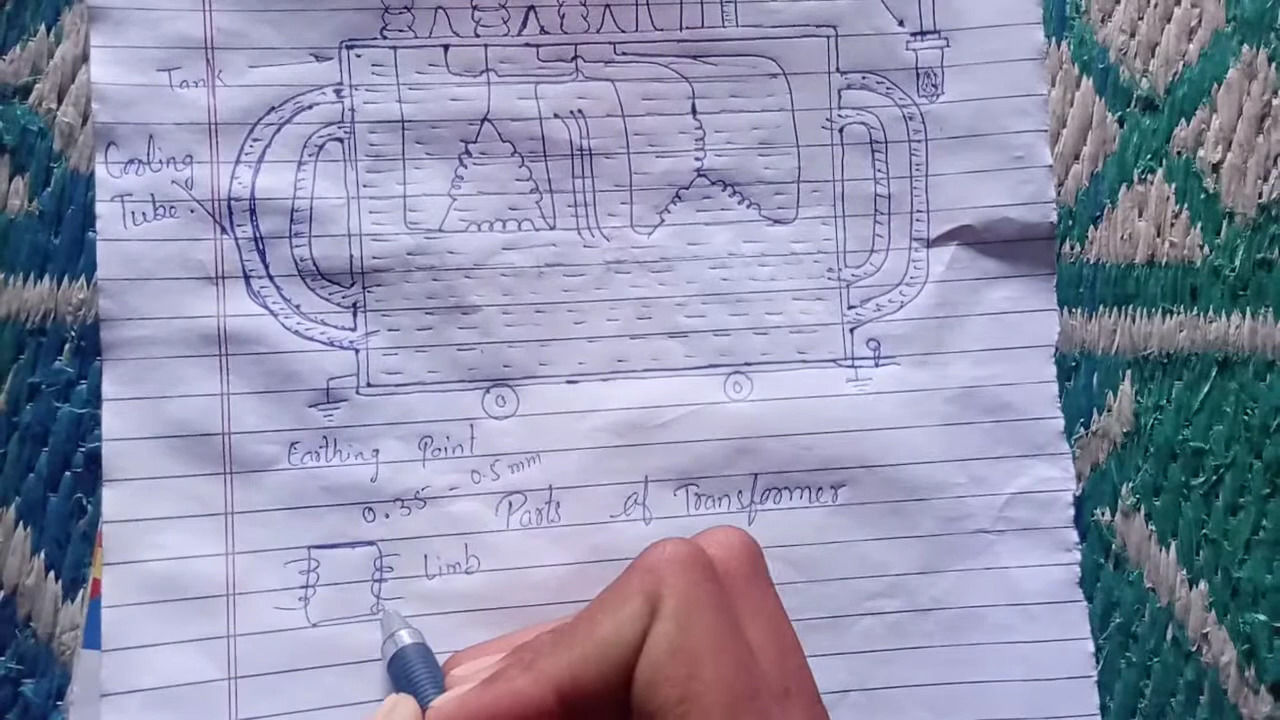 Tank
Cooling
Tube.
Earthing Point
0.35 - 0.5 mm
Parts of Transformer
Limb